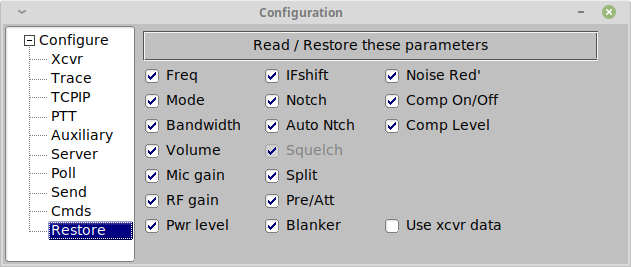 Configuration
Configure
Xcvr
Trace
TCPIP
PTT
Auxiliary
Server
Poll
Send
Cmds
Restore
Read / Restore these parameters
Freq IFshift Noise Red'
Mode Notch Comp On/Off
Bandwidth Auto Ntch Comp Level
Volume Squelch
Mic gain Split
RF gain Pre/Att
Pwr level Blanker Use xcvr data